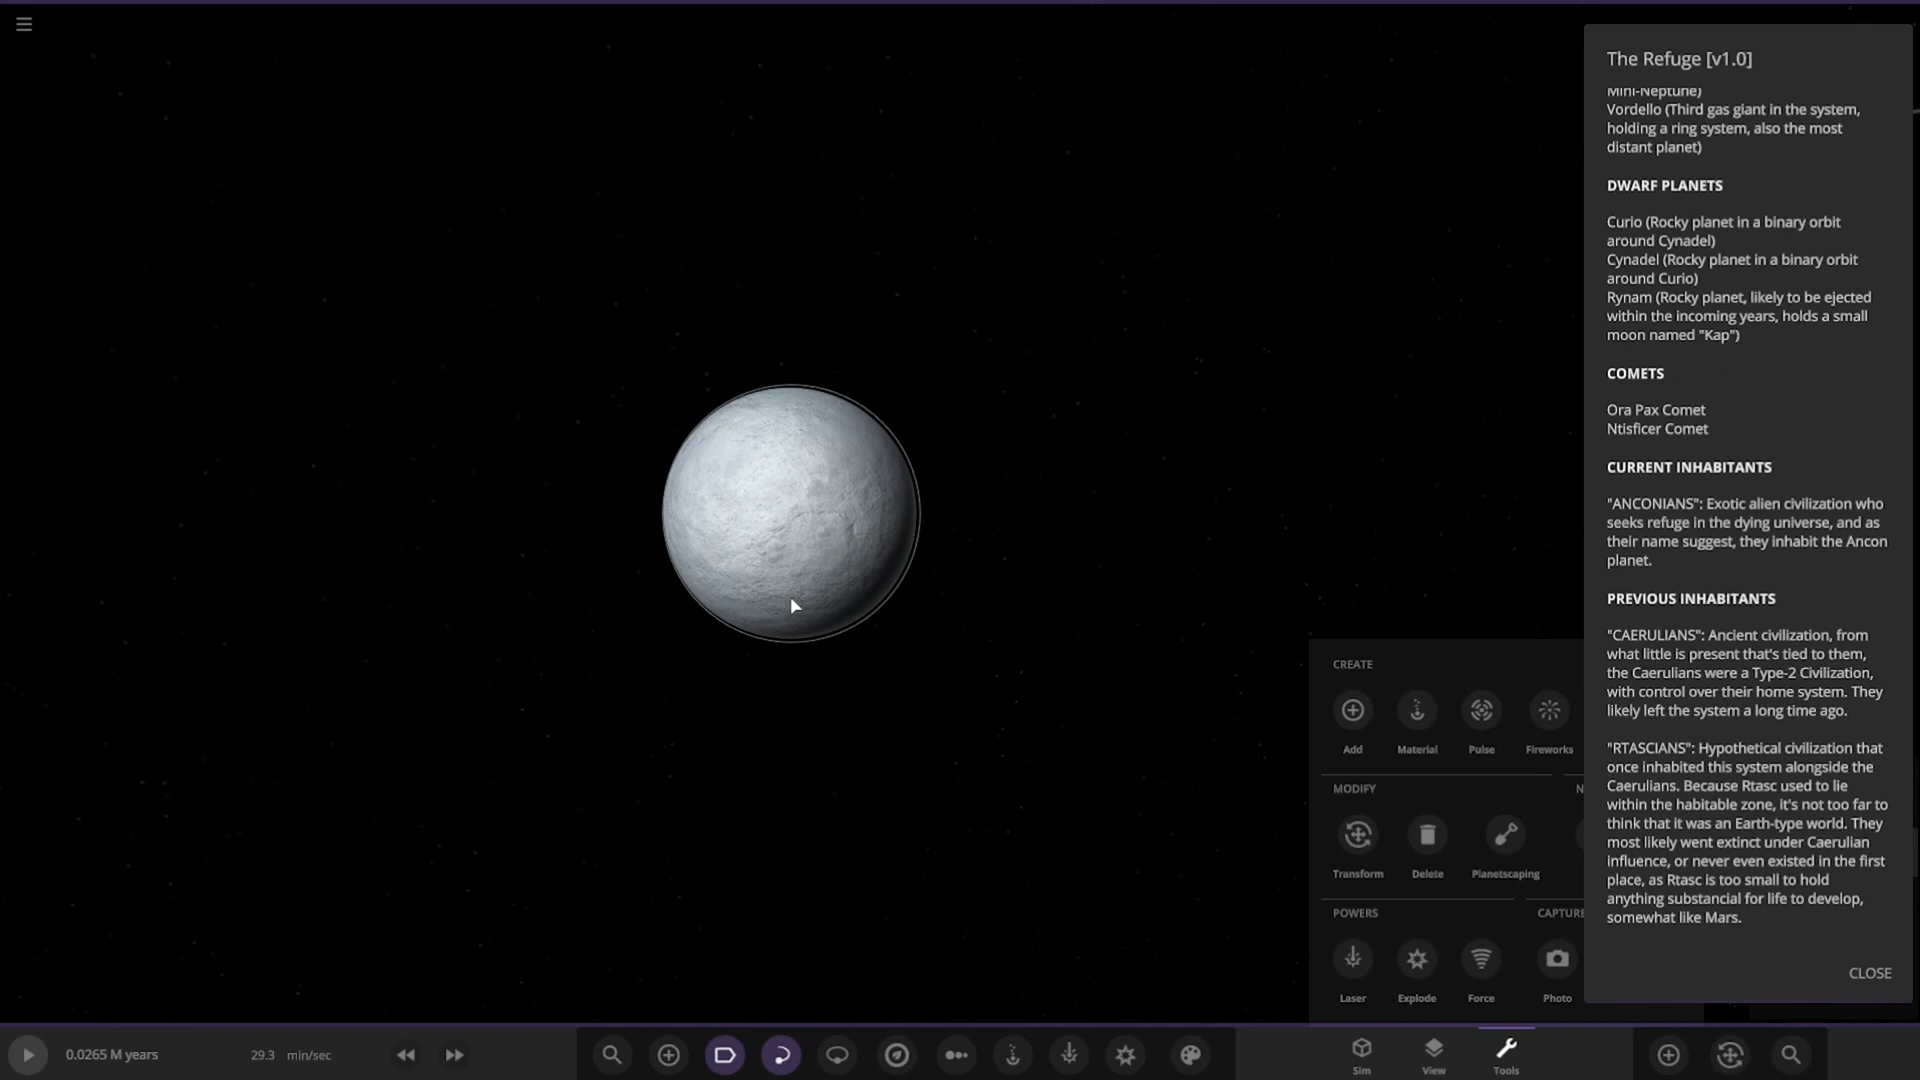 The Refuge [v1.0]
Mini-Neptune)
Vordello (Third gas giant in the system,
holding a ring system, also the most
distant planet)
DWARF PLANETS
Curio (Rocky planet in a binary orbit
around Cynadel)
Cynadel (Rocky planet in a binary orbit
around Curio)
Rynam (Rocky planet, likely to be ejected
within the incoming years, holds a small
moon named "Kap")
COMETS
Ora Pax Comet
Ntisficer Comet
CURRENT INHABITANTS
"ANCONIANS": Exotic alien civilization who
seeks refuge in the dying universe, and as
their name suggest, they inhabit the Ancon
planet.
PREVIOUS INHABITANTS
"CAERULIANS": Ancient civilization, from
what little is present that's tied to them,
the Caerulians were a Type-2 Civilization,
with control over their home system. They
likely left the system a long time ago.
"RTASCIANS": Hypothetical civilization that
once inhabited this system alongside the
Caerulians. Because Rtasc used to lie
within the habitable zone, it's not too far to
think that it was an Earth-type world. They
most likely went extinct under Caerulian
influence, or never even existed in the first
place, as Rtasc is too small to hold
anything substancial for life to develop,
somewhat like Mars.
CLOSE
CREATE
Add Material Pulse Fireworks
MODIFY N
Transform Delete Planetscaping
POWERS CAPTURE
Laser Explode Force Photo
0.0265 M years 29.3 min/sec Sim View Tools